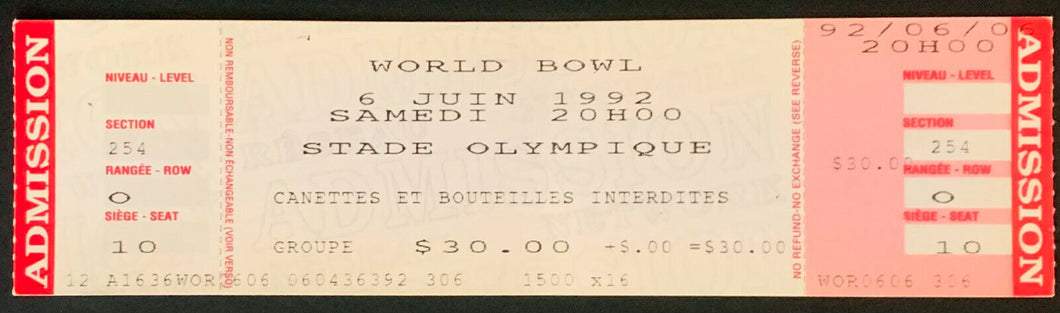 ADMISSION
NIVEAU - LEVEL
SECTION
254
RANGÉE - ROW
O
SIÈGE - SEAT
10
NON REMBOURSABLE-NON ÉCHANGEABLE (VOIR VERSO)
WORLD BOWL
6 JUIN 1992
SAMEDI 20H00
STADE OLYMPIQUE
CANETTES ET BOUTEILLES INTERDITES
GROUPE $30.00 +$.00 =$30.00
12 A1636WOR0606 060436392 306 1500 x16
NO REFUND-NO EXCHANGE (SEE REVERSE)
92/06/06
20H00
NIVEAU - LEVEL
SECTION
254
$30.00
RANGÉE - ROW
O
SIÈGE - SEAT
10
WOR0606 306
ADMISSION